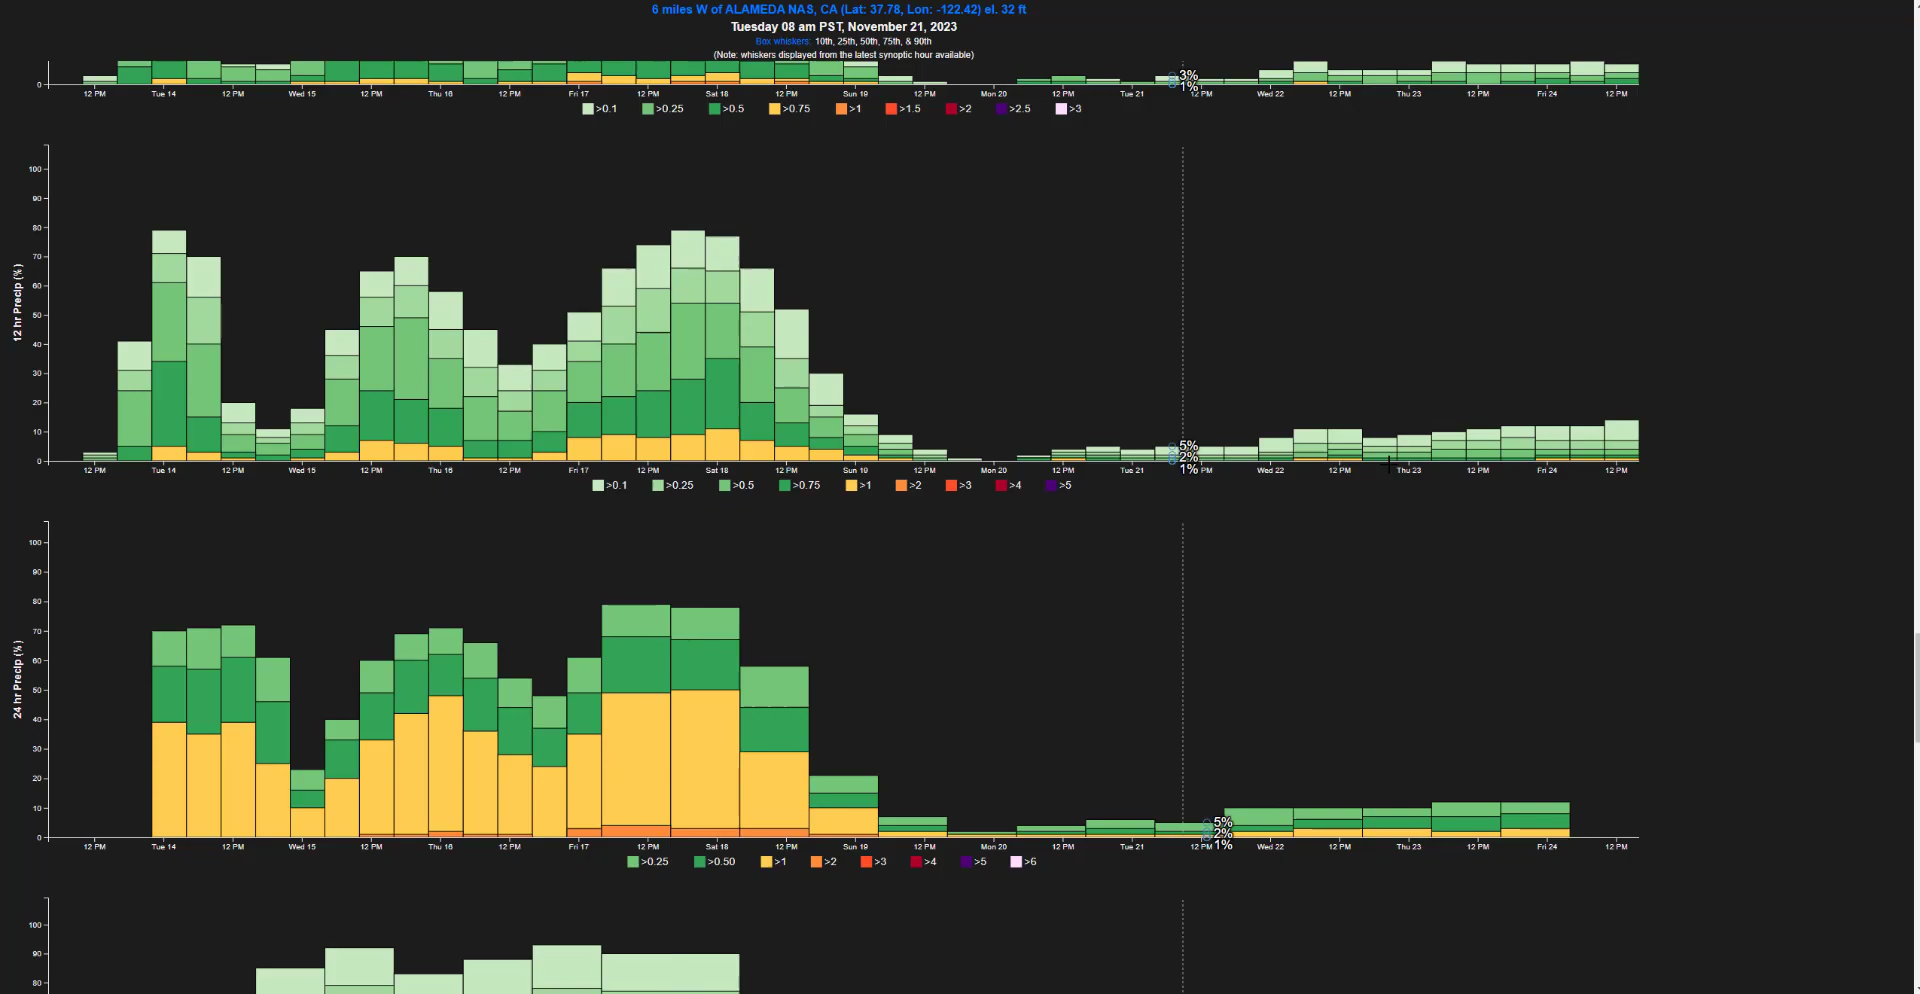 6 miles W of ALAMEDA NAS, CA (Lat: 37.78, Lon: -122.42) el. 32 ft
Tuesday 08 am PST, November 21, 2023
Box whiskers: 10th, 25th, 50th, 75th, & 90th
(Note: whiskers displayed from the latest synoptic hour available)
3%
1%
0
12 PM Tue 14 12 PM Wed 15 12 PM Thu 16 12 PM Fri 17 12 PM Sat 18 12 PM Sun 19 12 PM Mon 20 12 PM Tue 21 12 PM Wed 22 12 PM Thu 23 12 PM Fri 24 12 PM
>0.1 >0.25 >0.5 >0.75 >1 >1.5 >2 >2.5 >3
12 hr Precip (%)
100
90
80
70
60
50
40
30
20
10
0
5%
2%
1%
12 PM Tue 14 12 PM Wed 15 12 PM Thu 16 12 PM Fri 17 12 PM Sat 18 12 PM Sun 19 12 PM Mon 20 12 PM Tue 21 PM Wed 22 12 PM Thu 23 12 PM Fri 24 12 PM
>0.1 >0.25 >0.5 >0.75 >1 >2 >3 >4 >5
24 hr Precip (%)
100
90
80
70
60
50
40
30
20
10
0
5%
2%
1%
12 PM Tue 14 12 PM Wed 15 12 PM Thu 16 12 PM Fri 17 12 PM Sat 18 12 PM Sun 19 12 PM Mon 20 12 PM Tue 21 12 PM Wed 22 12 PM Thu 23 12 PM Fri 24 12 PM
>0.25 >0.50 >1 >2 >3 >4 >5 >6
100
90
80